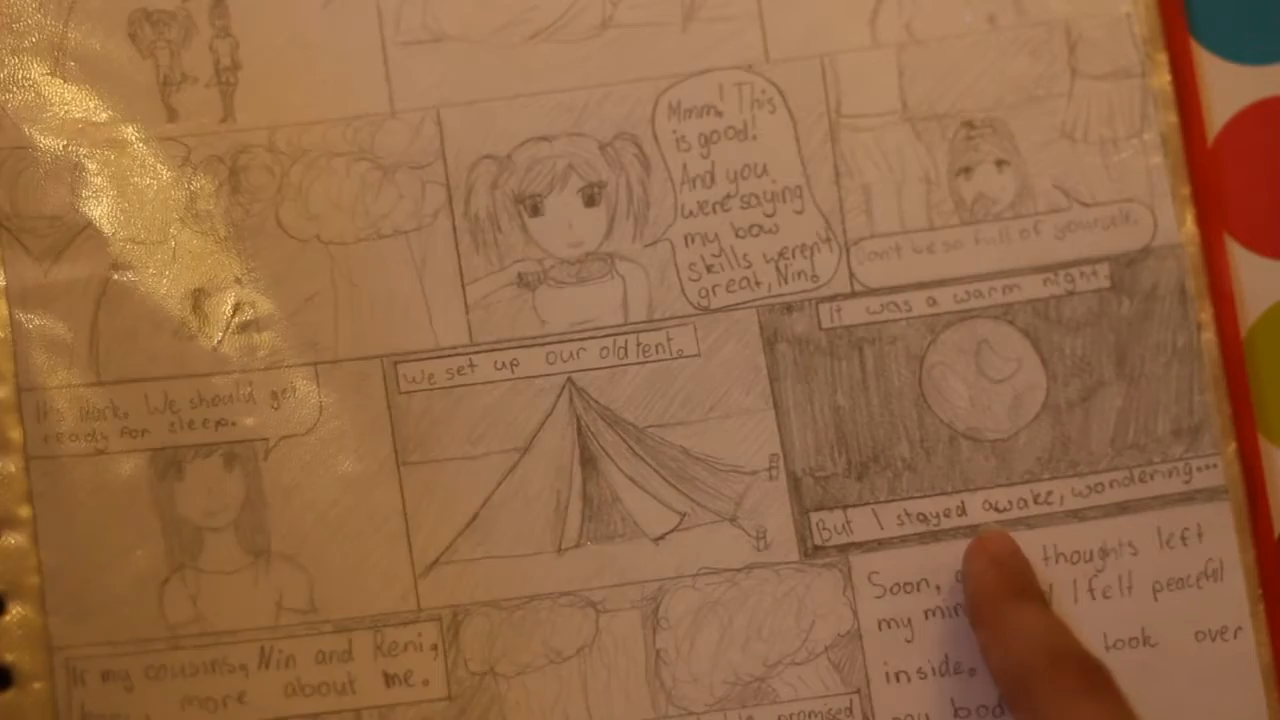 Mmm! This
is good!
And you
were saying
my bow
skills weren't
great, Nin.
Don't be so full of yourself.
It's dark. We should get
ready for sleep.
We set up our old tent.
It was a warm night.
But I stayed awake, wondering...
If my cousins, Nin and Reni,
more about me.
promised
Soon, thoughts left
my I felt peaceful
inside. look over
my